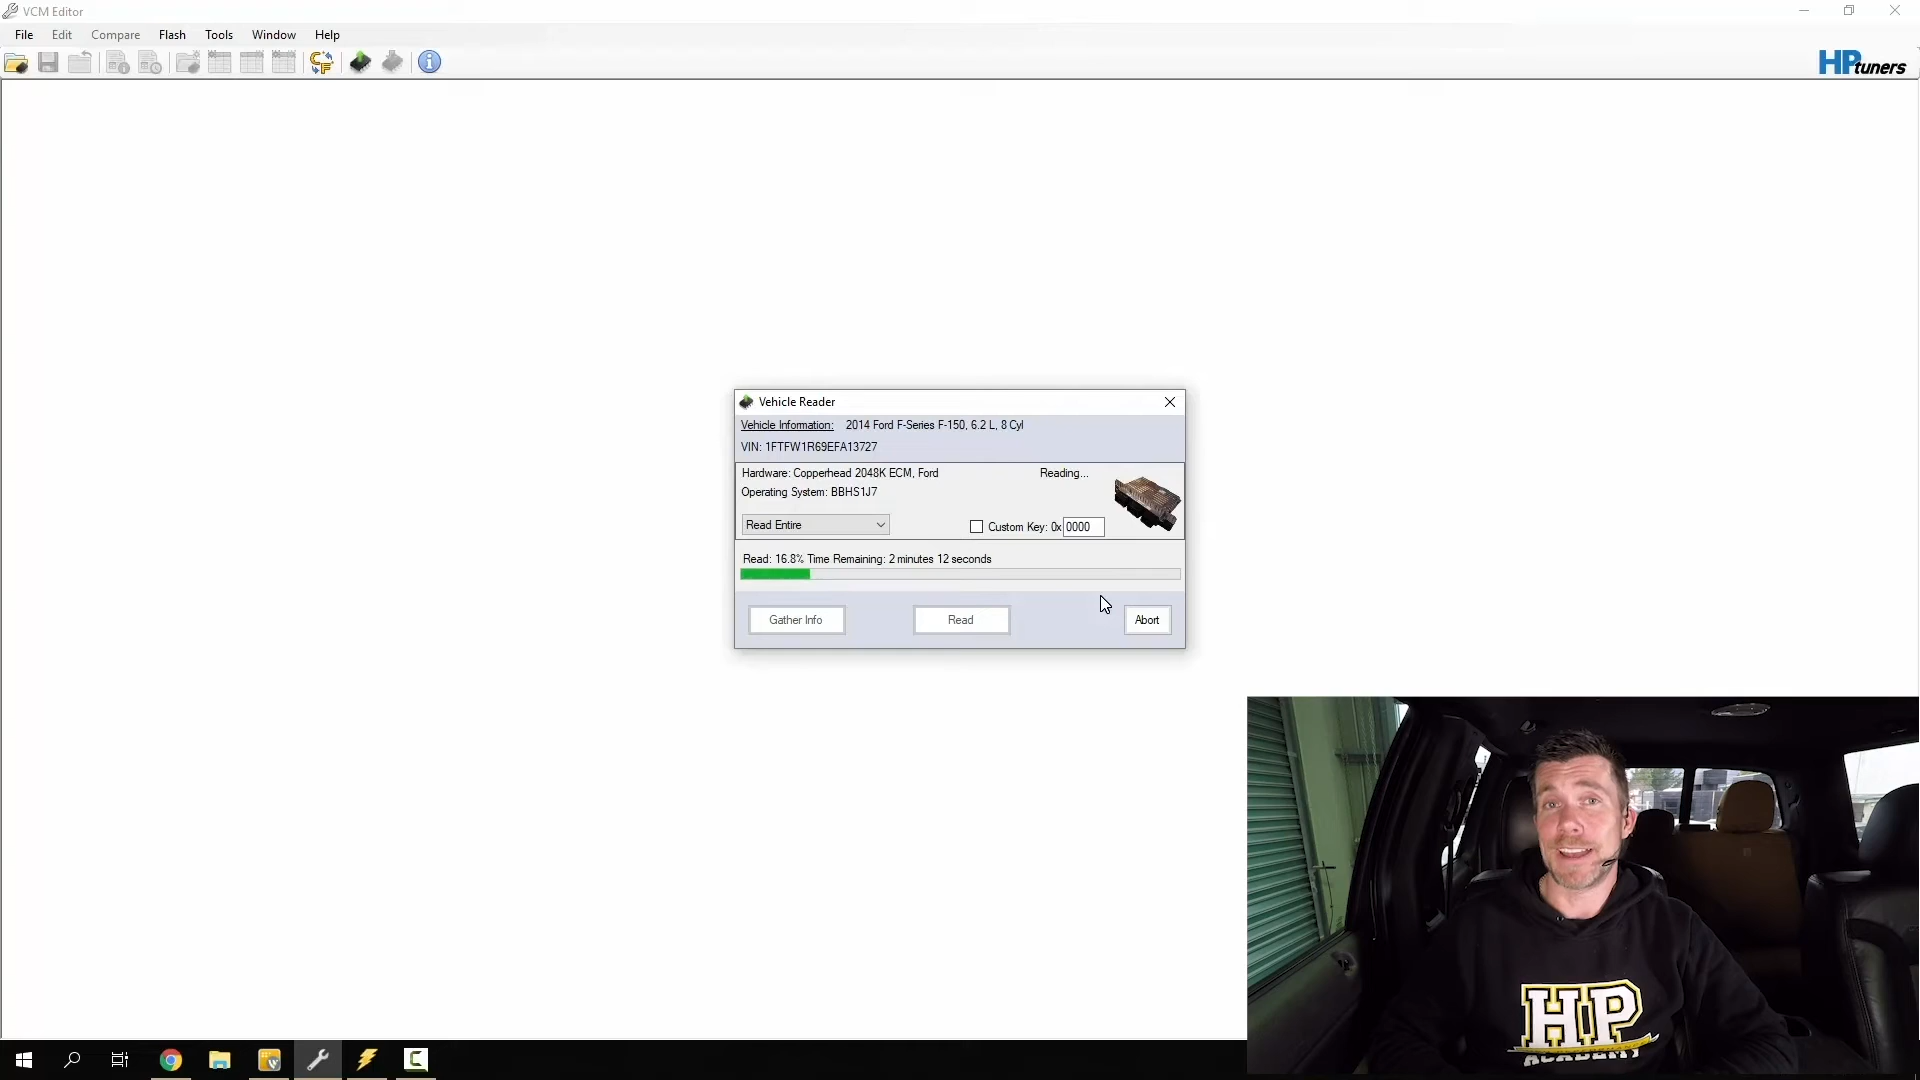 VCM Editor
File Edit Compare Flash Tools Window Help
HPtuners
Vehicle Reader
Vehicle Information: 2014 Ford F-Series F-150, 6.2 L, 8 Cyl
VIN: 1FTFW1R69EFA13727
Hardware: Copperhead 2048K ECM, Ford
Reading...
Operating System: BBHS1J7
Read Entire
Custom Key: 0x 0000
Read: 16.8% Time Remaining: 2 minutes 12 seconds
Gather Info
Read
Abort
HP
ACADEMY